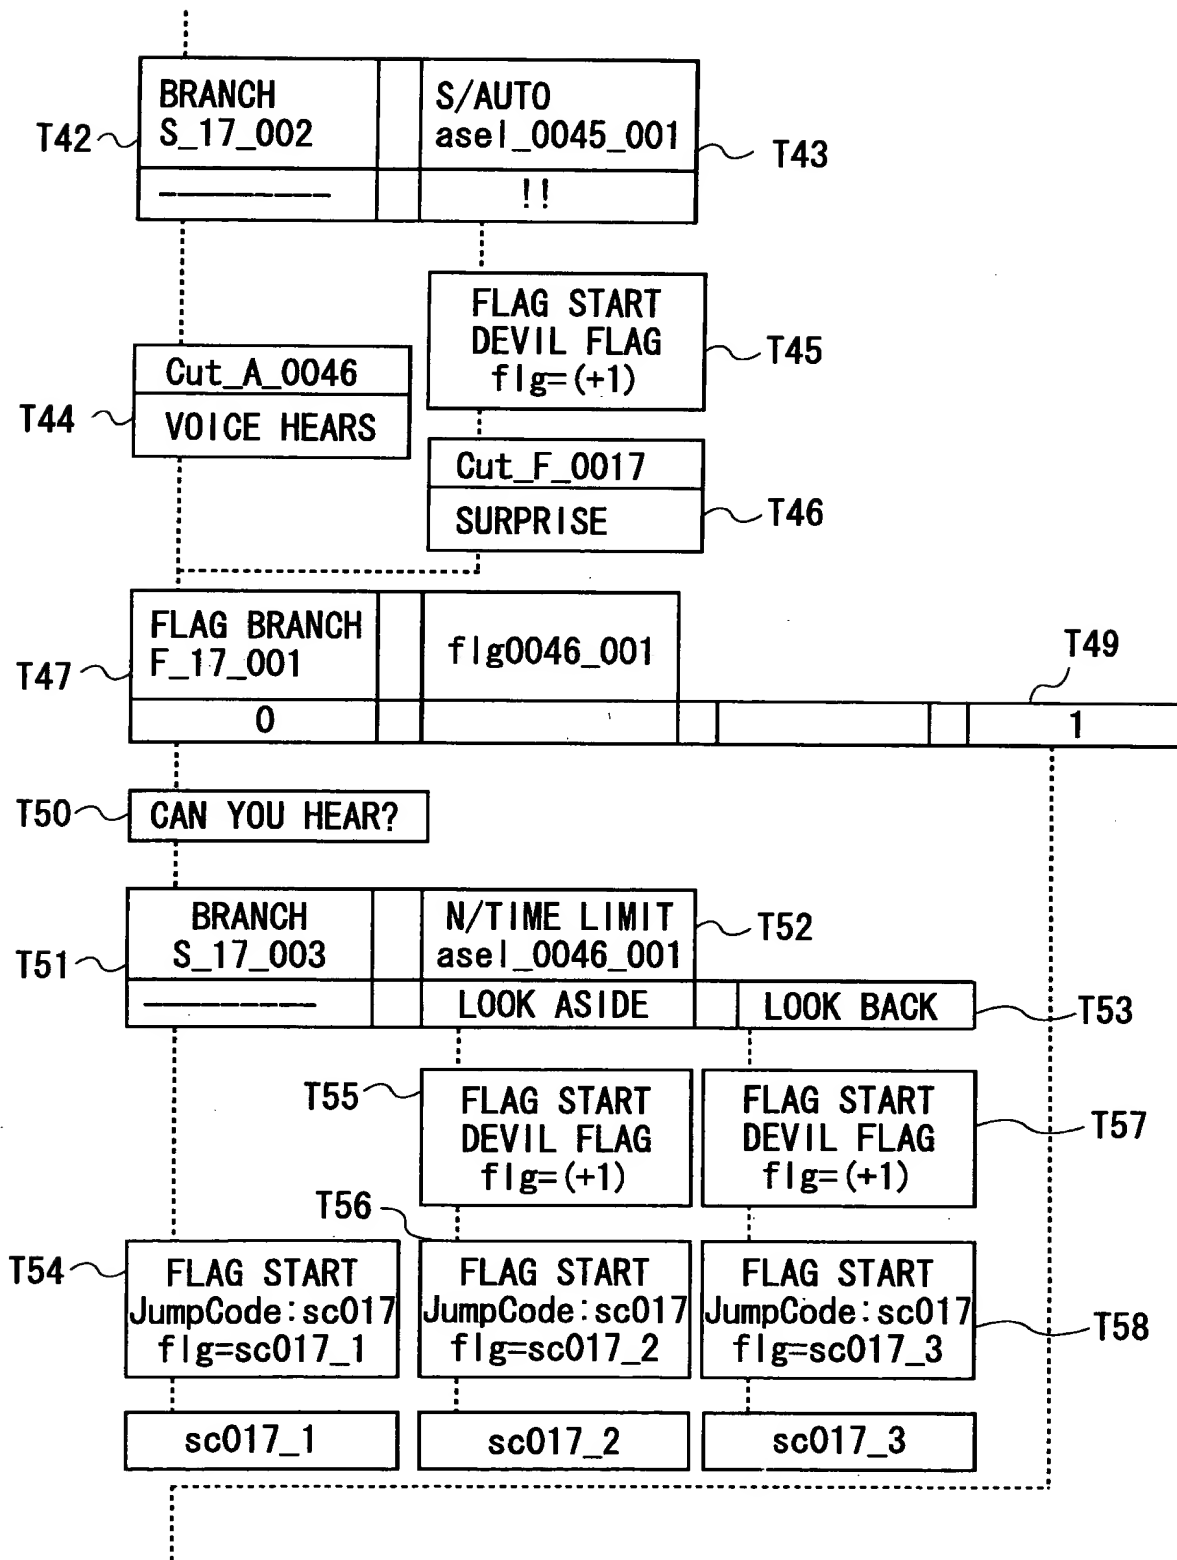 BRANCH
S_17_002
S/AUTO
asel_0045_001
T42
T43
!!
FLAG START
DEVIL FLAG
flg=(+1)
T45
Cut_A_0046
T44
VOICE HEARS
Cut_F_0017
SURPRISE
T46
FLAG BRANCH
F_17_001
flg0046_001
T47
T49
0
1
T50
CAN YOU HEAR?
BRANCH
S_17_003
N/TIME LIMIT
asel_0046_001
T52
T51
LOOK ASIDE
LOOK BACK
T53
T55
FLAG START
DEVIL FLAG
flg=(+1)
FLAG START
DEVIL FLAG
flg=(+1)
T57
T56
T54
FLAG START
JumpCode:sc017
flg=sc017_1
FLAG START
JumpCode:sc017
flg=sc017_2
FLAG START
JumpCode:sc017
flg=sc017_3
T58
sc017_1
sc017_2
sc017_3